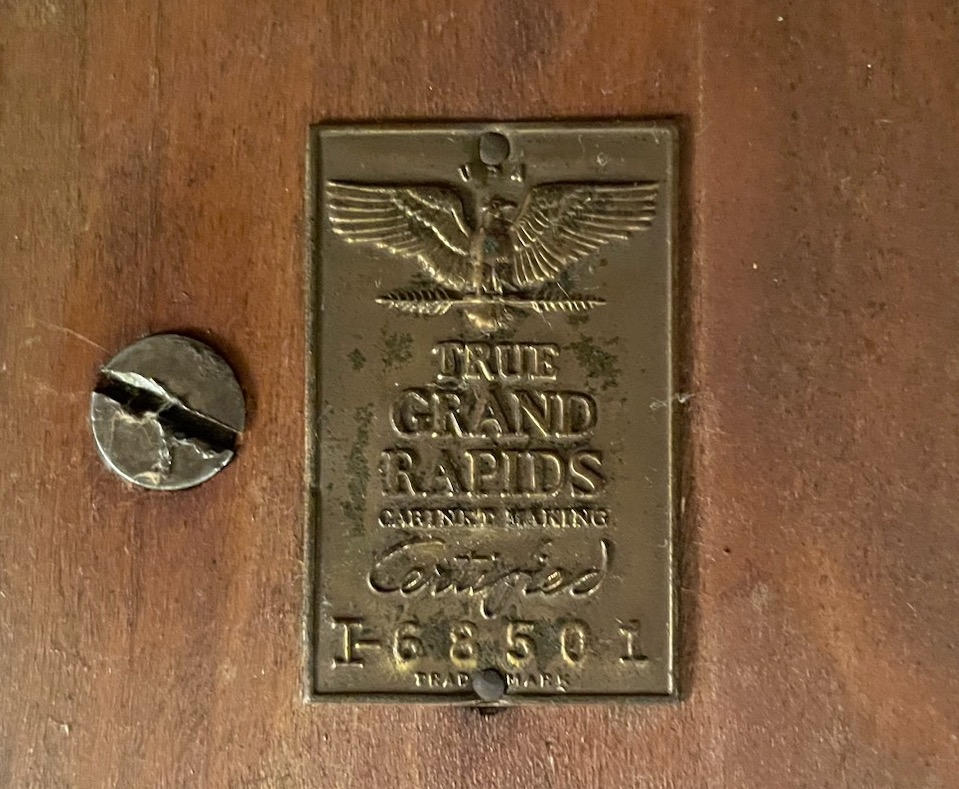 TRUE
GRAND
RAPIDS
CABINET MAKING
Certified
I-68501
TRADE MARK